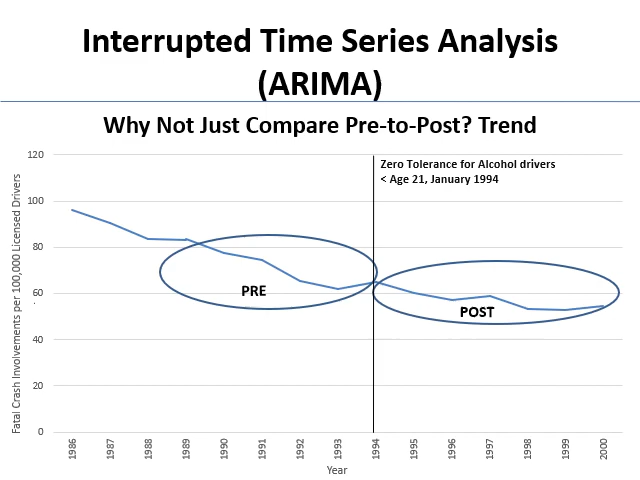 Interrupted Time Series Analysis
(ARIMA)
Why Not Just Compare Pre-to-Post? Trend
Fatal Crash Involvements per 100,000 Licensed Drivers
120
100
80
60
40
20
0
Zero Tolerance for Alcohol drivers
< Age 21, January 1994
PRE
POST
1986
1987
1988
1989
1990
1991
1992
1993
1994
1995
1996
1997
1998
1999
2000
Year